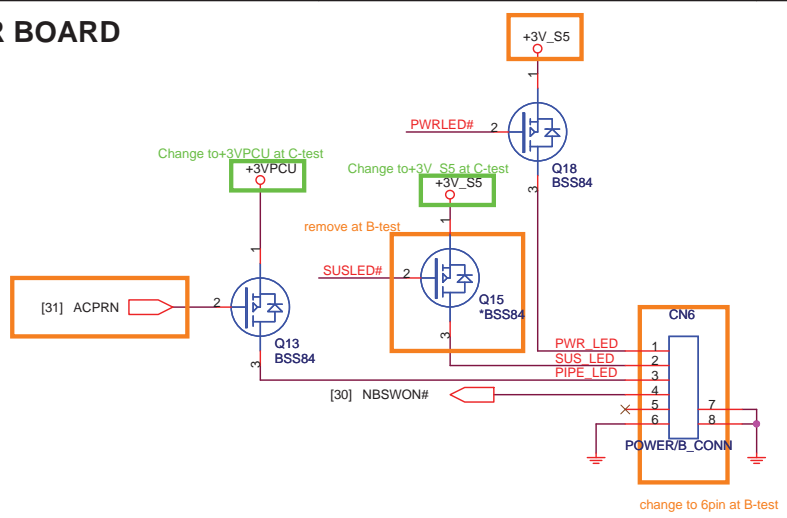 R BOARD
+3V_S5
1
PWRLED#
2
Q18
BSS84
3
Change to+3VPCU at C-test
+3VPCU
1
Change to+3V_S5 at C-test
+3V_S5
1
remove at B-test
SUSLED#
2
Q15
*BSS84
3
[31] ACPRN
2
Q13
BSS84
3
CN6
PWR_LED
1
SUS_LED
2
PIPE_LED
3
[30] NBSWON#
4
5
7
6
8
POWER/B_CONN
change to 6pin at B-test